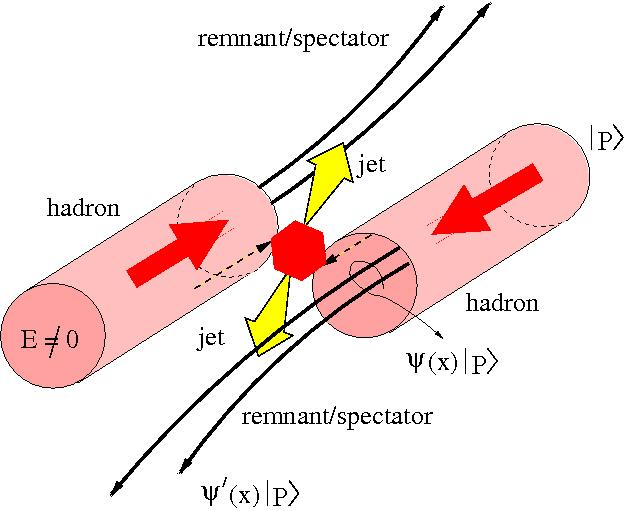 remnant/spectator
|P⟩
jet
hadron
hadron
E ≠ 0
jet
ψ(x)|P⟩
remnant/spectator
ψ′(x)|P⟩